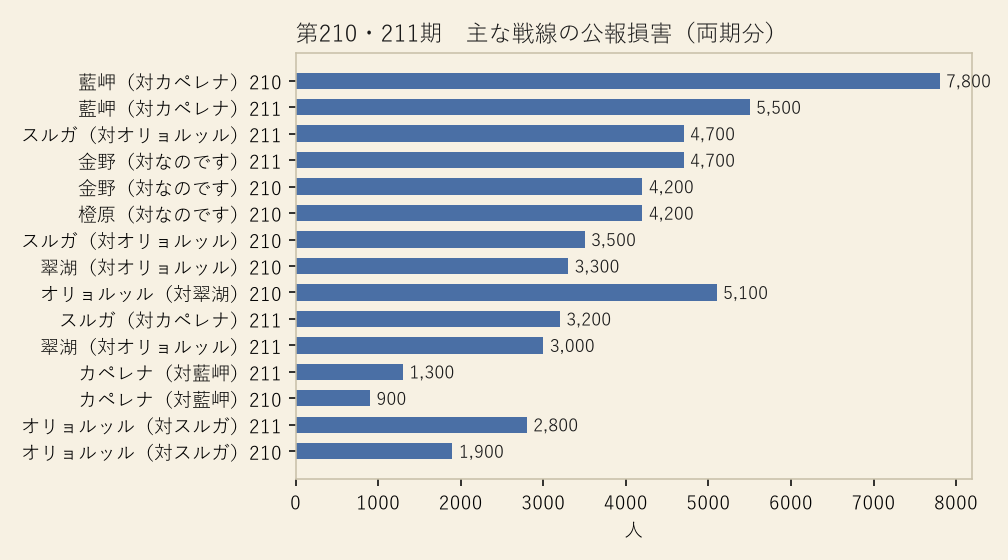 第210・211期　主な戦線の公報損害（両期分）
藍岬（対カペレナ）210 7,800
藍岬（対カペレナ）211 5,500
スルガ（対オリョルッル）211 4,700
金野（対なのです）211 4,700
金野（対なのです）210 4,200
橙原（対なのです）210 4,200
スルガ（対オリョルッル）210 3,500
翠湖（対オリョルッル）210 3,300
オリョルッル（対翠湖）210 5,100
スルガ（対カペレナ）211 3,200
翠湖（対オリョルッル）211 3,000
カペレナ（対藍岬）211 1,300
カペレナ（対藍岬）210 900
オリョルッル（対スルガ）211 2,800
オリョルッル（対スルガ）210 1,900
0 1000 2000 3000 4000 5000 6000 7000 8000
人